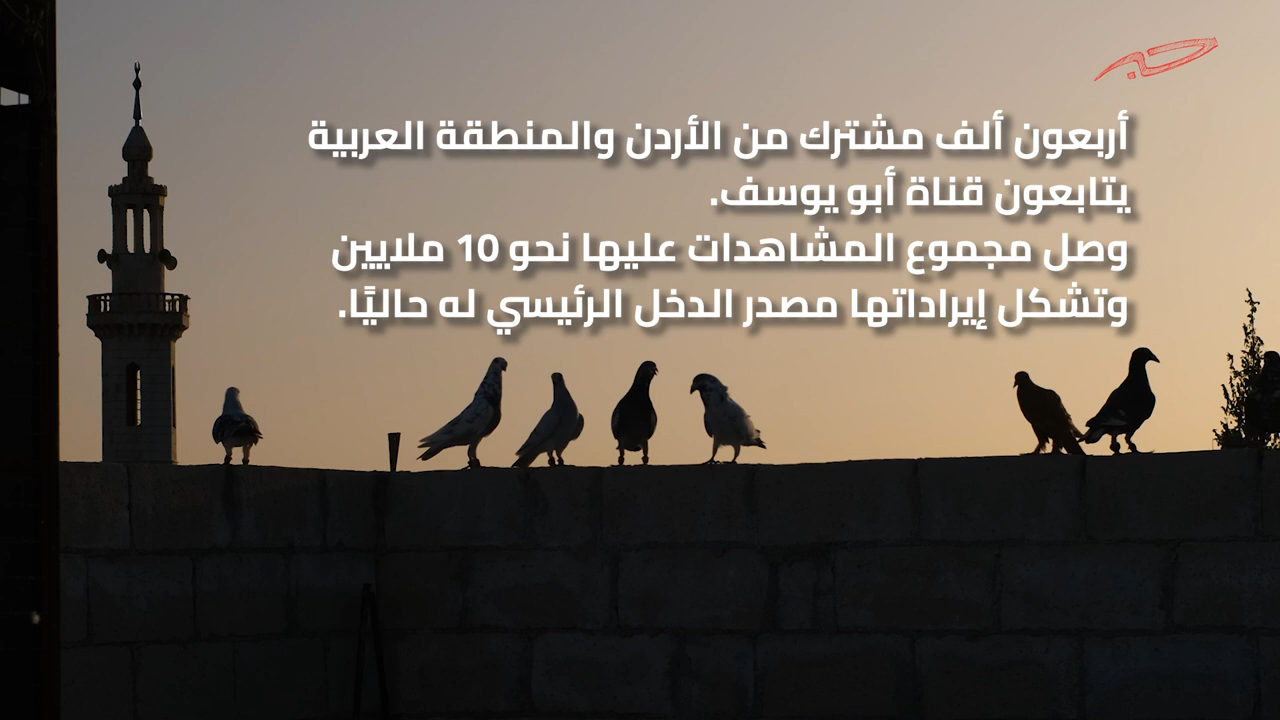 حبر
أربعون ألف مشترك من الأردن والمنطقة العربية
يتابعون قناة أبو يوسف.
وصل مجموع المشاهدات عليها نحو 10 ملايين
وتشكل إيراداتها مصدر الدخل الرئيسي له حاليًا.